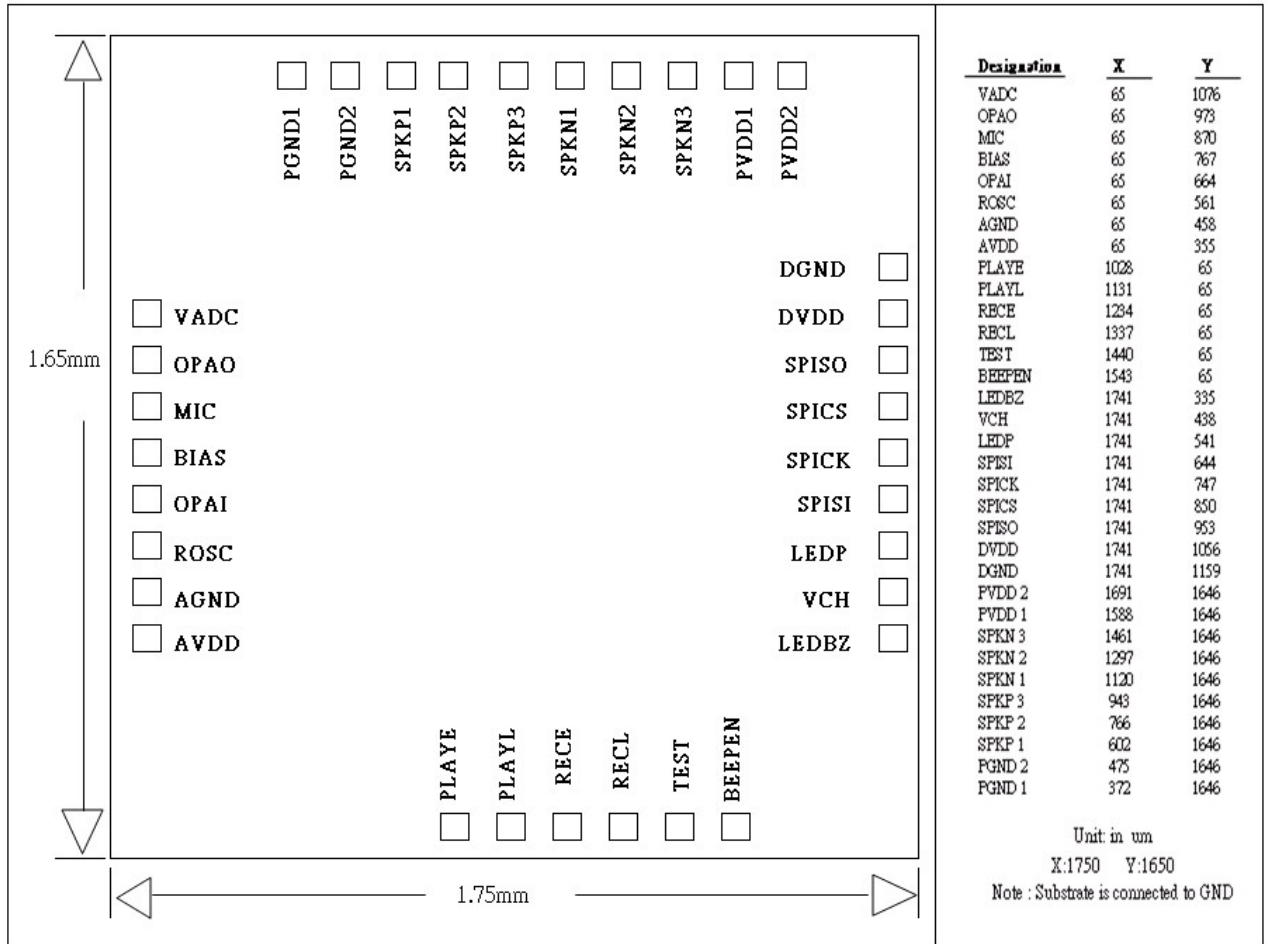 PGND1
PGND2
SPKP1
SPKP2
SPKP3
SPKN1
SPKN2
SPKN3
PVDD1
PVDD2
DGND
VADC
DVDD
1.65mm
OPAO
SPISO
MIC
SPICS
BIAS
SPICK
OPAI
SPISI
ROSC
LEDP
AGND
VCH
AVDD
LEDBZ
PLAYE
PLAYL
RECE
RECL
TEST
BEEPEN
1.75mm
Designation X Y
VADC 65 1076
OPAO 65 973
MIC 65 870
BIAS 65 767
OPAI 65 664
ROSC 65 561
AGND 65 458
AVDD 65 355
PLAYE 1028 65
PLAYL 1131 65
RECE 1234 65
RECL 1337 65
TEST 1440 65
BEEPEN 1543 65
LEDBZ 1741 335
VCH 1741 438
LEDP 1741 541
SPISI 1741 644
SPICK 1741 747
SPICS 1741 850
SPISO 1741 953
DVDD 1741 1056
DGND 1741 1159
PVDD 2 1691 1646
PVDD 1 1588 1646
SPKN 3 1461 1646
SPKN 2 1297 1646
SPKN 1 1120 1646
SPKP 3 943 1646
SPKP 2 766 1646
SPKP 1 602 1646
PGND 2 475 1646
PGND 1 372 1646
Unit: in um
X:1750 Y:1650
Note : Substrate is connected to GND